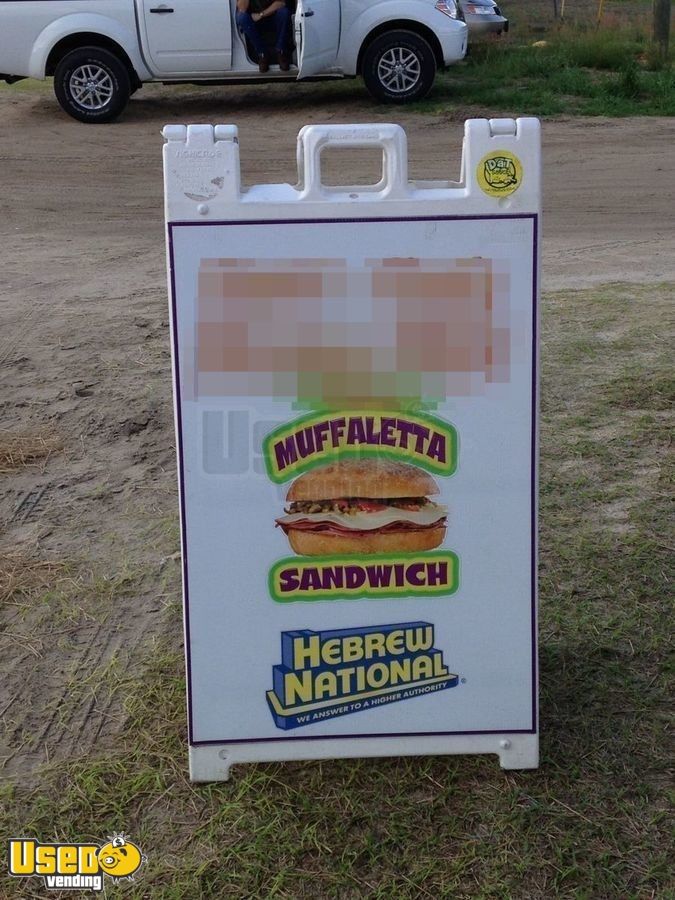 MUFFALETTA
SANDWICH
HEBREW
NATIONAL®
WE ANSWER TO A HIGHER AUTHORITY
USED
vending